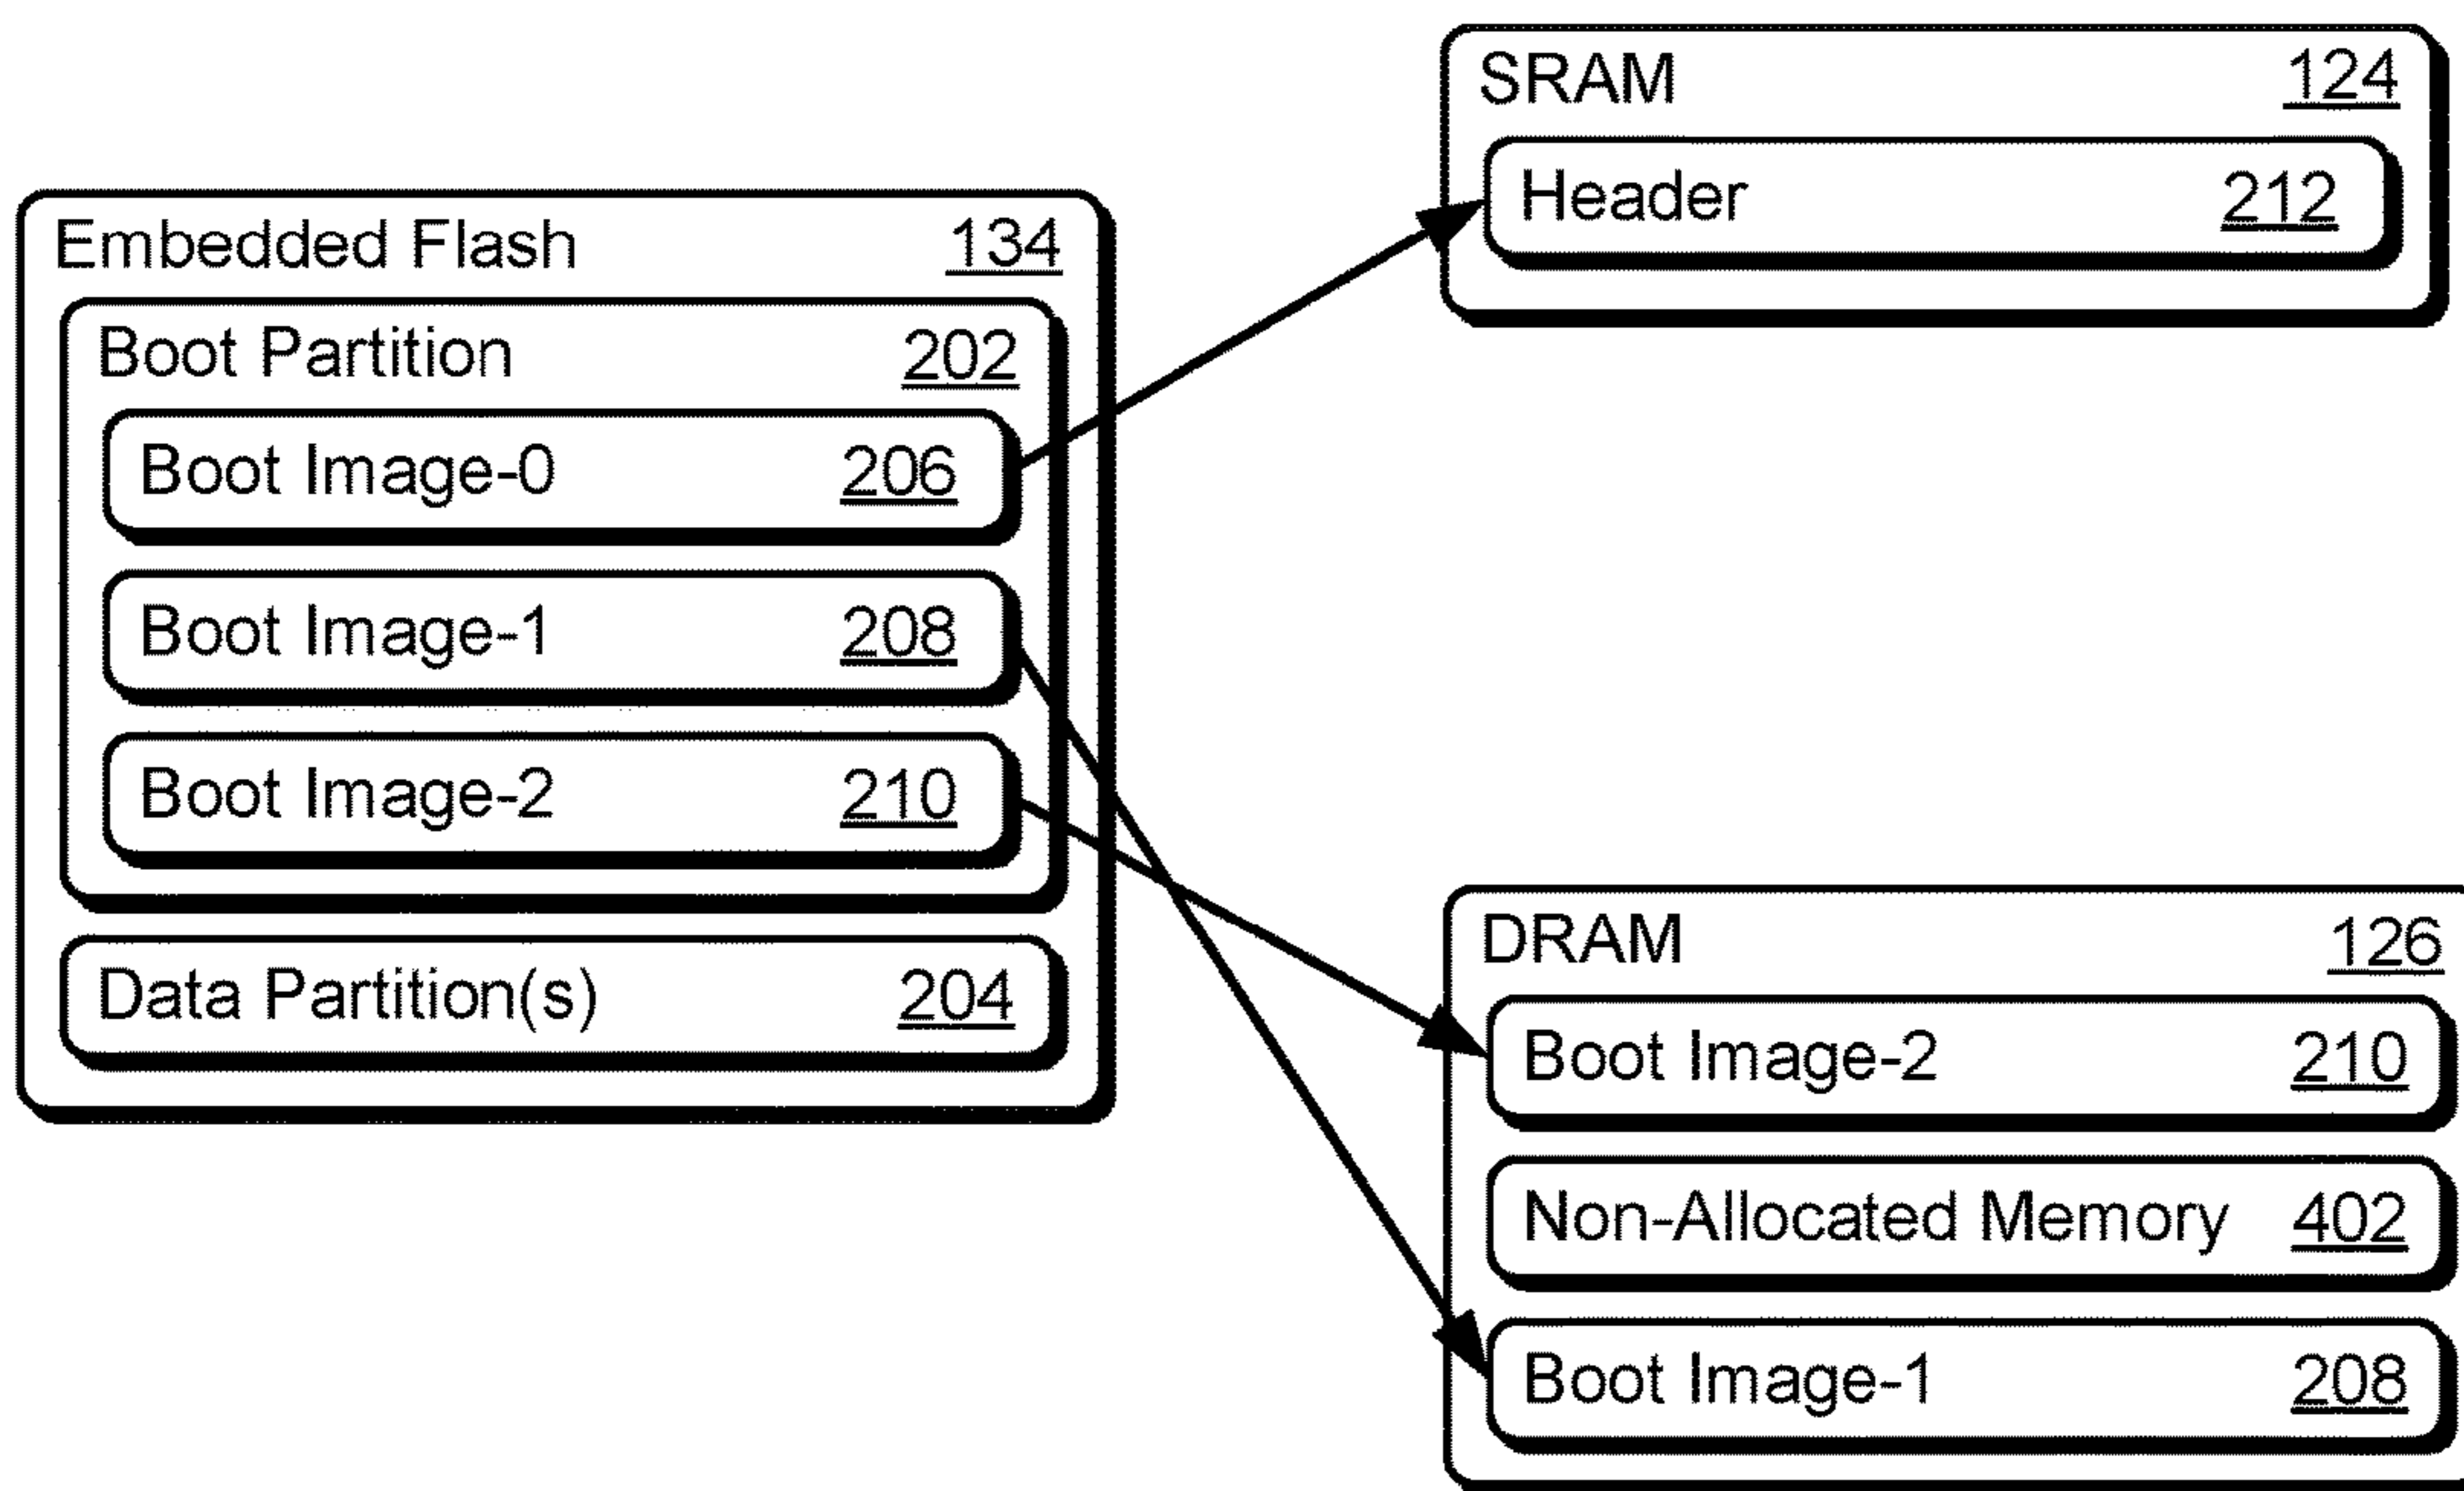 Embedded Flash 134
Boot Partition 202
Boot Image-0 206
Boot Image-1 208
Boot Image-2 210
Data Partition(s) 204
SRAM 124
Header 212
DRAM 126
Boot Image-2 210
Non-Allocated Memory 402
Boot Image-1 208